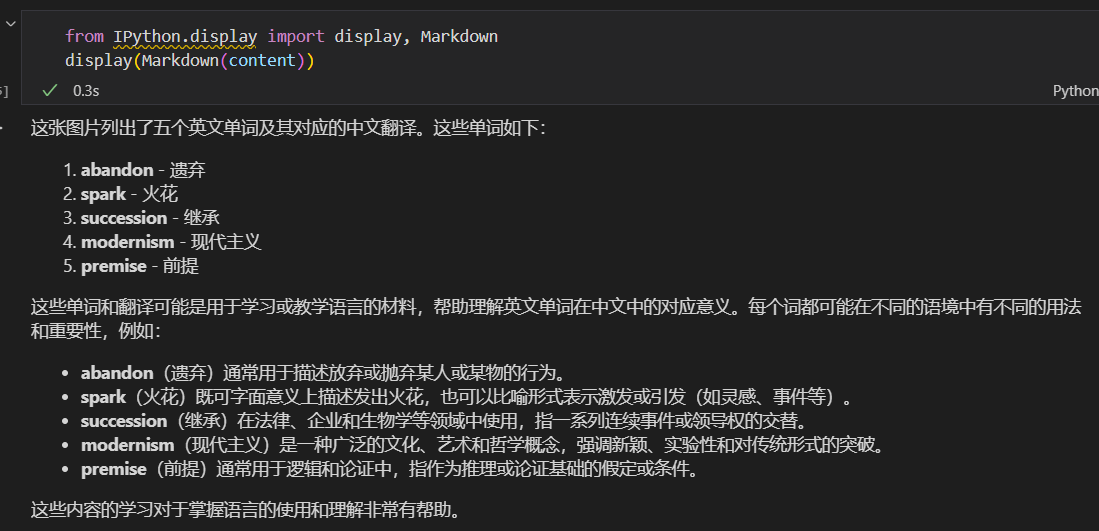 from IPython.display import display, Markdown
display(Markdown(content))
0.3s
Python
这张图片列出了五个英文单词及其对应的中文翻译。这些单词如下：
1. abandon - 遗弃
2. spark - 火花
3. succession - 继承
4. modernism - 现代主义
5. premise - 前提
这些单词和翻译可能是用于学习或教学语言的材料，帮助理解英文单词在中文中的对应意义。每个词都可能在不同的语境中有不同的用法
和重要性，例如：
• abandon（遗弃）通常用于描述放弃或抛弃某人或某物的行为。
• spark（火花）既可字面意义上描述发出火花，也可以比喻形式表示激发或引发（如灵感、事件等）。
• succession（继承）在法律、企业和生物学等领域中使用，指一系列连续事件或领导权的交替。
• modernism（现代主义）是一种广泛的文化、艺术和哲学概念，强调新颖、实验性和对传统形式的突破。
• premise（前提）通常用于逻辑和论证中，指作为推理或论证基础的假定或条件。
这些内容的学习对于掌握语言的使用和理解非常有帮助。